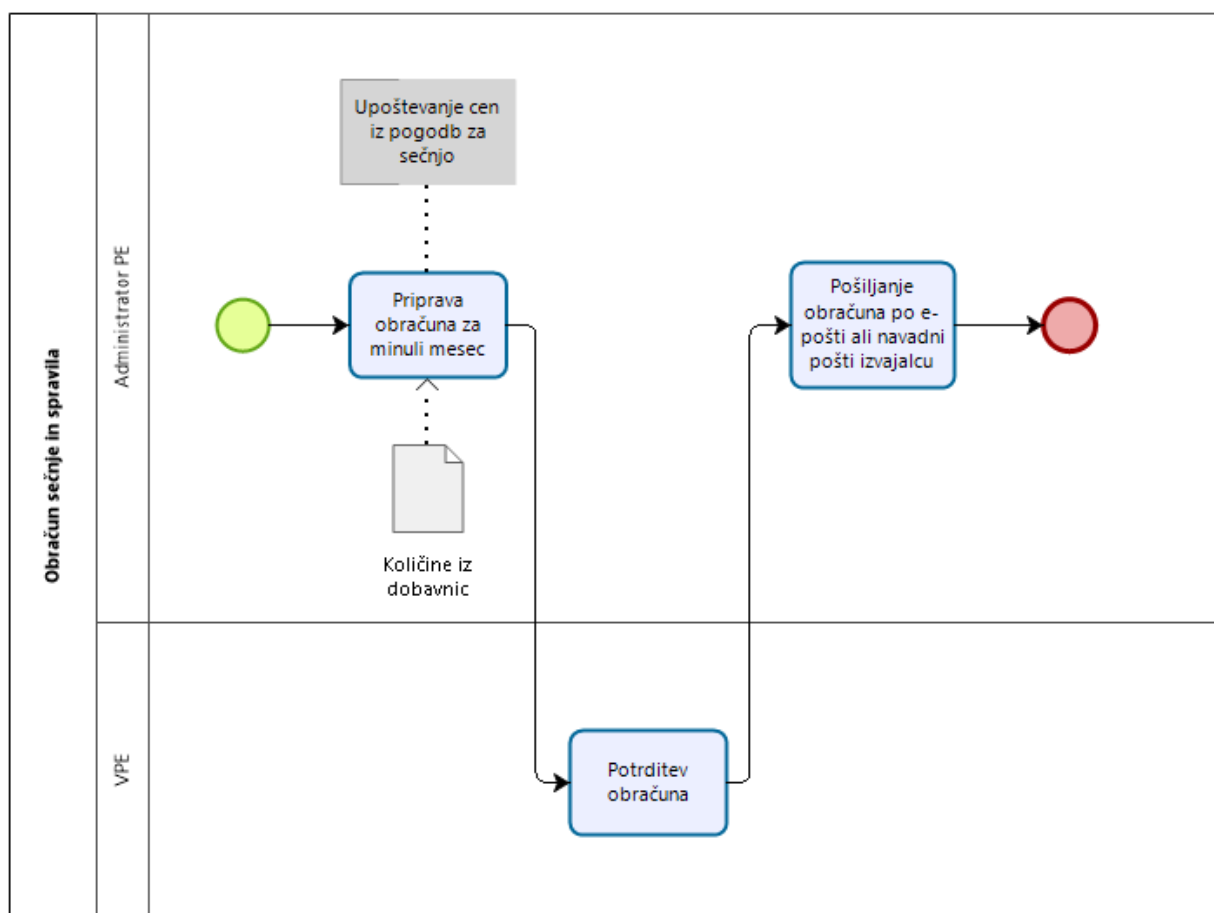 Obračun sečnje in spravila
Administrator PE
Upoštevanje cen
iz pogodb za
sečnjo
Priprava
obračuna za
minuli mesec
Količine iz
dobavnic
Pošiljanje
obračuna po e-
pošti ali navadni
pošti izvajalcu
VPE
Potrditev
obračuna